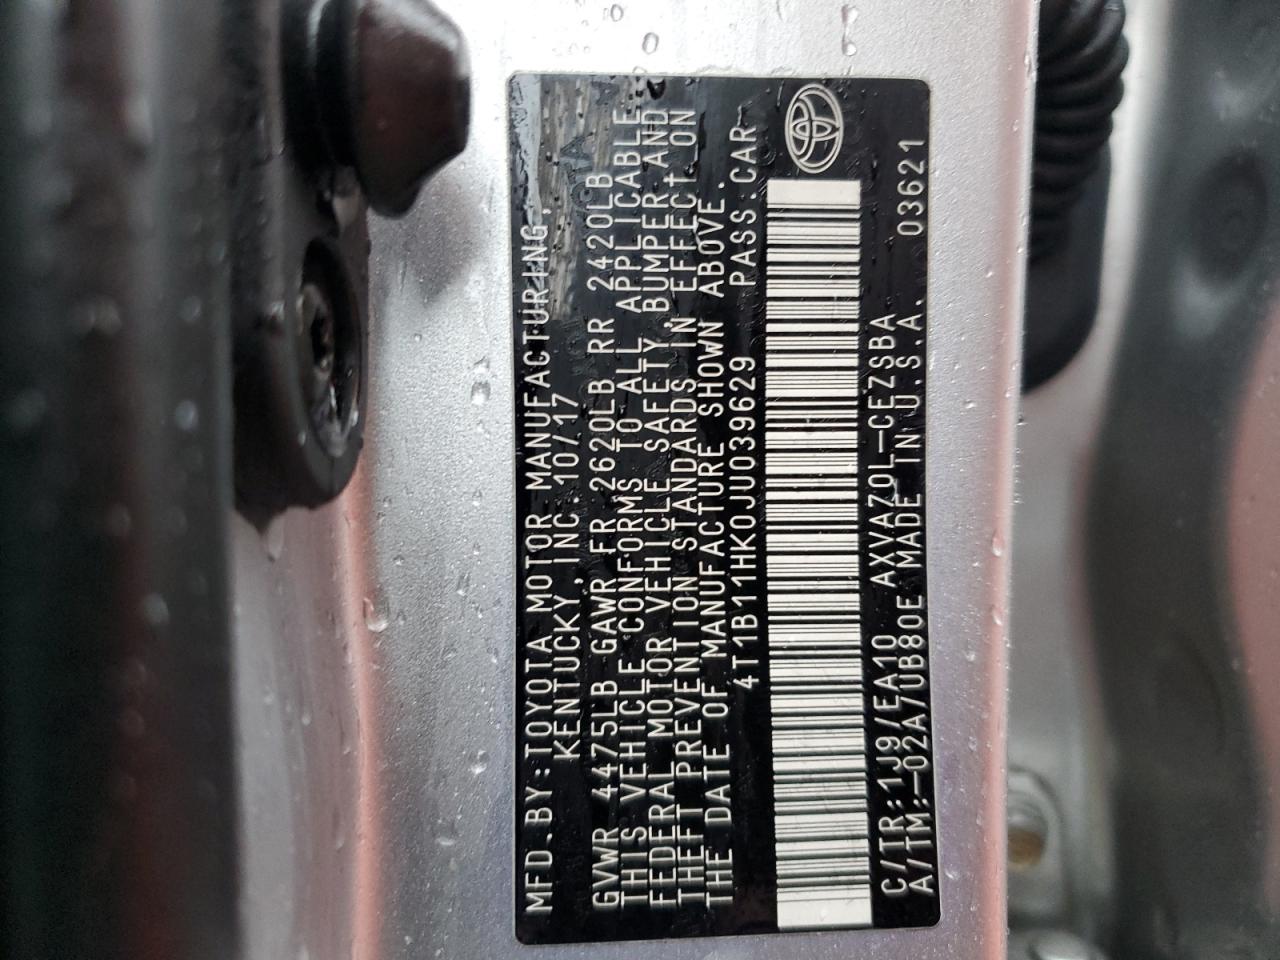 MFD.BY:TOYOTA MOTOR MANUFACTURING,
KENTUCKY,INC. 10/17
GVWR 4475LB GAWR FR 2620LB RR 2420LB
THIS VEHICLE CONFORMS TO ALL APPLICABLE
FEDERAL MOTOR VEHICLE SAFETY, BUMPER, AND
THEFT PREVENTION STANDARDS IN EFFECT ON
THE DATE OF MANUFACTURE SHOWN ABOVE.
4T1B11HK0JU039629 PASS.CAR
C/TR:1J9/EA10 AXVA70L-CEZSBA
A/TM:-02A/UB80E MADE IN U.S.A. 03621